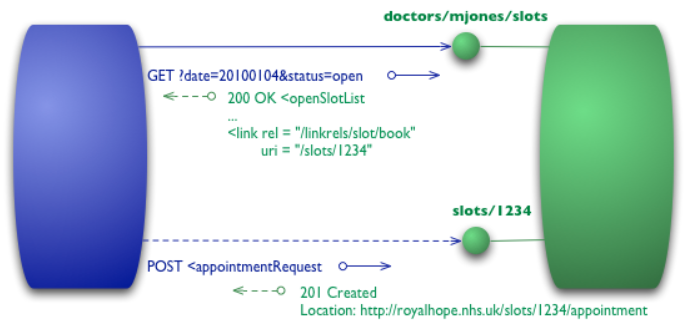 doctors/mjones/slots
GET ?date=20100104&status=open
200 OK <openSlotList
...
<link rel = "/linkrels/slot/book"
uri = "/slots/1234"
slots/1234
POST <appointmentRequest
201 Created
Location: http://royalhope.nhs.uk/slots/1234/appointment